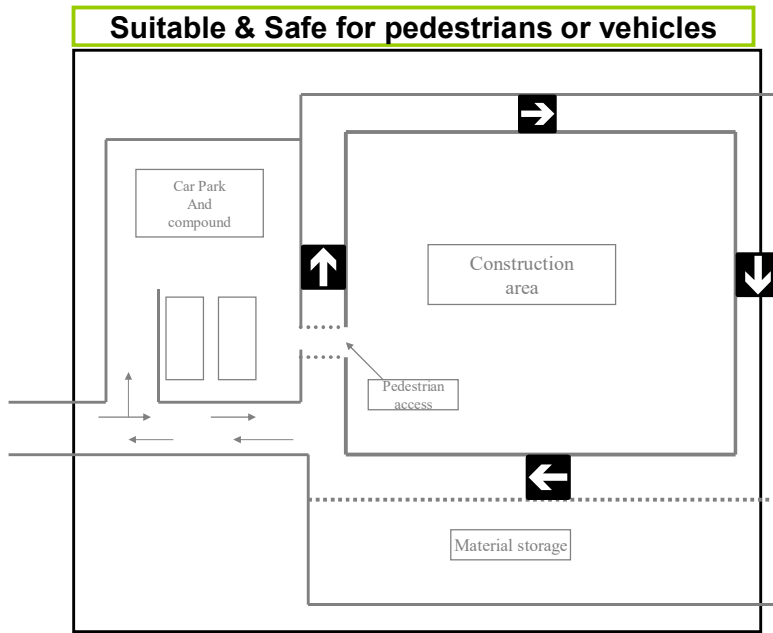 Suitable & Safe for pedestrians or vehicles
Car Park
And
compound
Construction
area
Pedestrian
access
Material storage